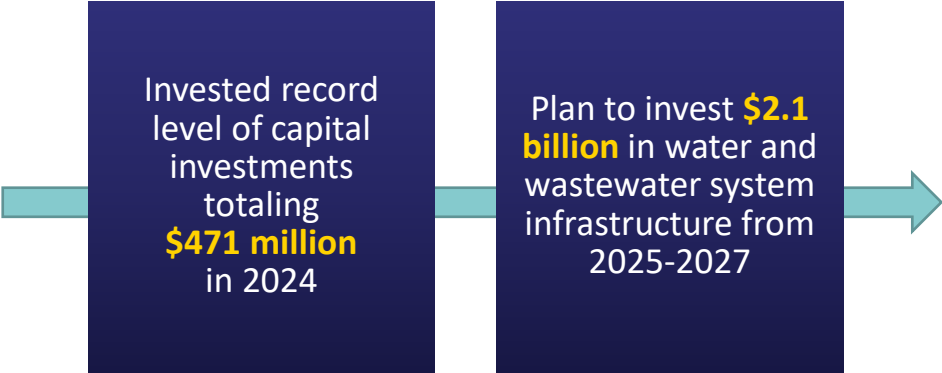 Invested record
level of capital
investments
totaling
$471 million
in 2024
Plan to invest $2.1
billion in water and
wastewater system
infrastructure from
2025-2027